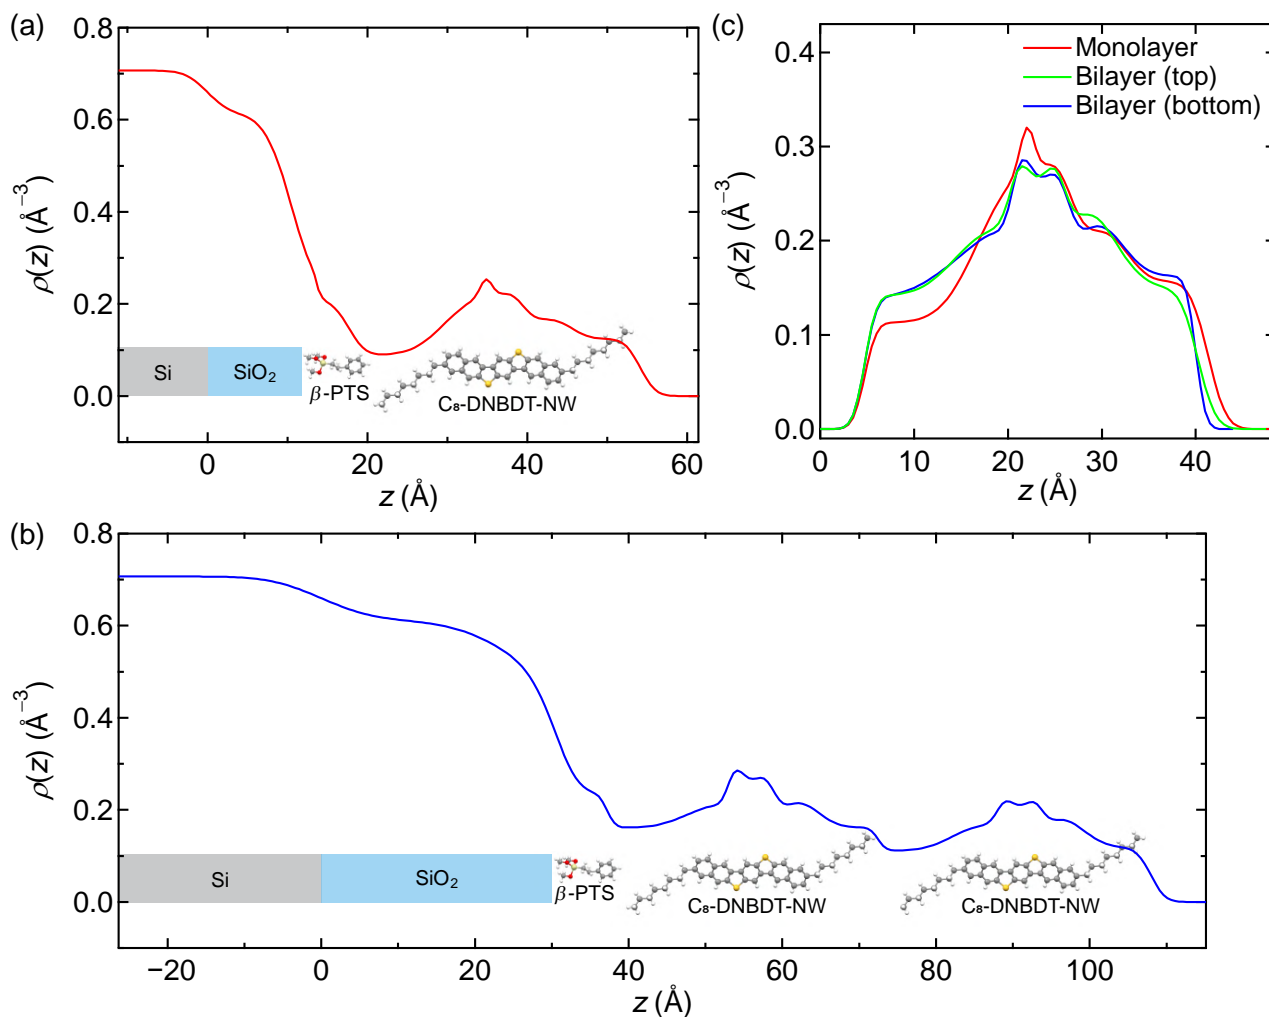 (a)
0.8
0.6
0.4
0.2
0.0
ρ(z) (Å⁻³)
Si
SiO₂
β-PTS
C₈-DNBDT-NW
0 20 40 60
z (Å)
(c)
0.4
0.3
0.2
0.1
0.0
ρ(z) (Å⁻³)
Monolayer
Bilayer (top)
Bilayer (bottom)
0 10 20 30 40
z (Å)
(b)
0.8
0.6
0.4
0.2
0.0
ρ(z) (Å⁻³)
Si
SiO₂
β-PTS
C₈-DNBDT-NW
C₈-DNBDT-NW
−20 0 20 40 60 80 100
z (Å)